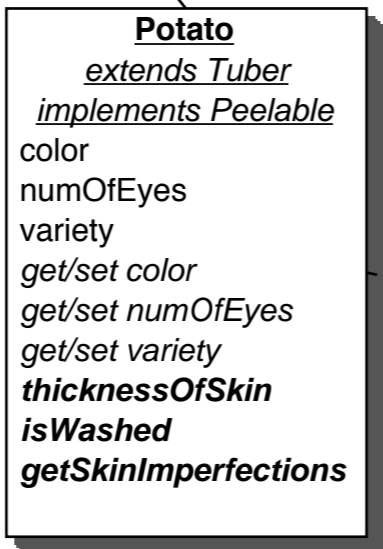 Potato
extends Tuber
implements Peelable
color
numOfEyes
variety
get/set color
get/set numOfEyes
get/set variety
thicknessOfSkin
isWashed
getSkinImperfections